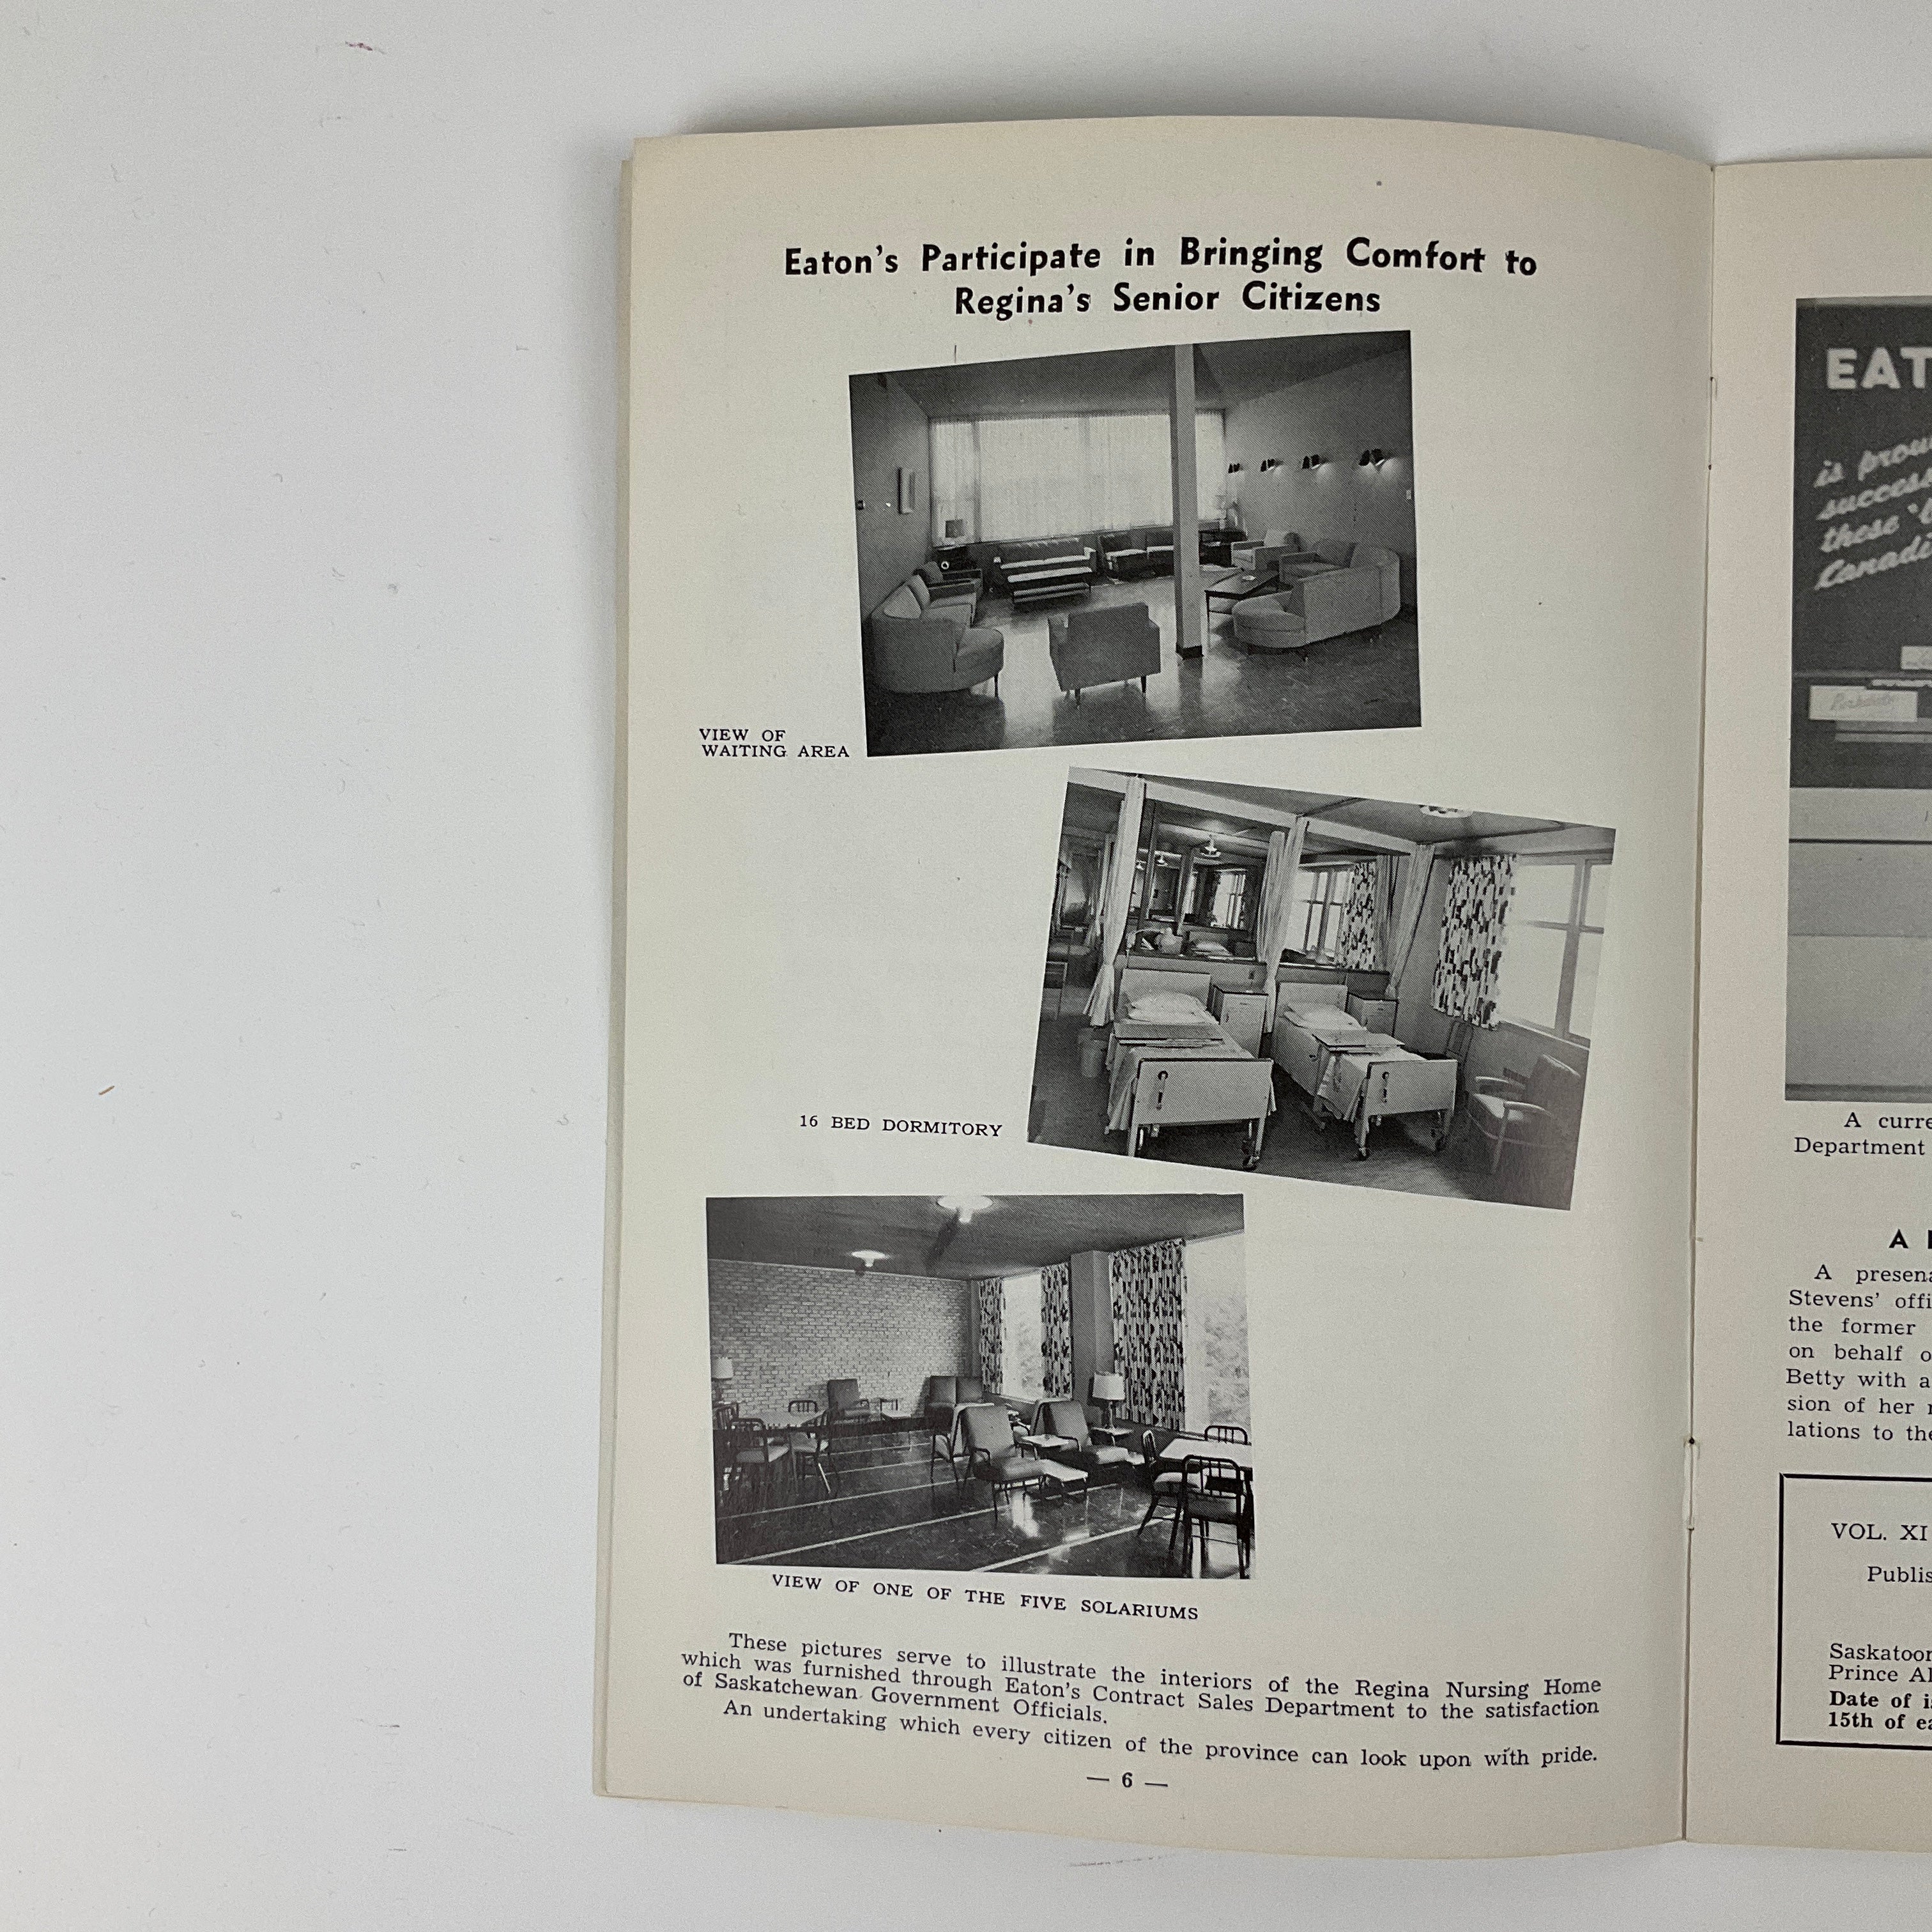 Eaton's Participate in Bringing Comfort to
Regina's Senior Citizens
VIEW OF
WAITING AREA
16 BED DORMITORY
VIEW OF ONE OF THE FIVE SOLARIUMS
These pictures serve to illustrate the interiors of the Regina Nursing Home
which was furnished through Eaton's Contract Sales Department to the satisfaction
of Saskatchewan Government Officials.
An undertaking which every citizen of the province can look upon with pride.
— 6 —
EAT
is prou
success
these
Canadi
A curre
Department
A
A presen
Stevens' offi
the former
on behalf o
Betty with a
sion of her
lations to the
VOL. XI
Publis
Saskatoon
Prince Al
Date of i
15th of ea